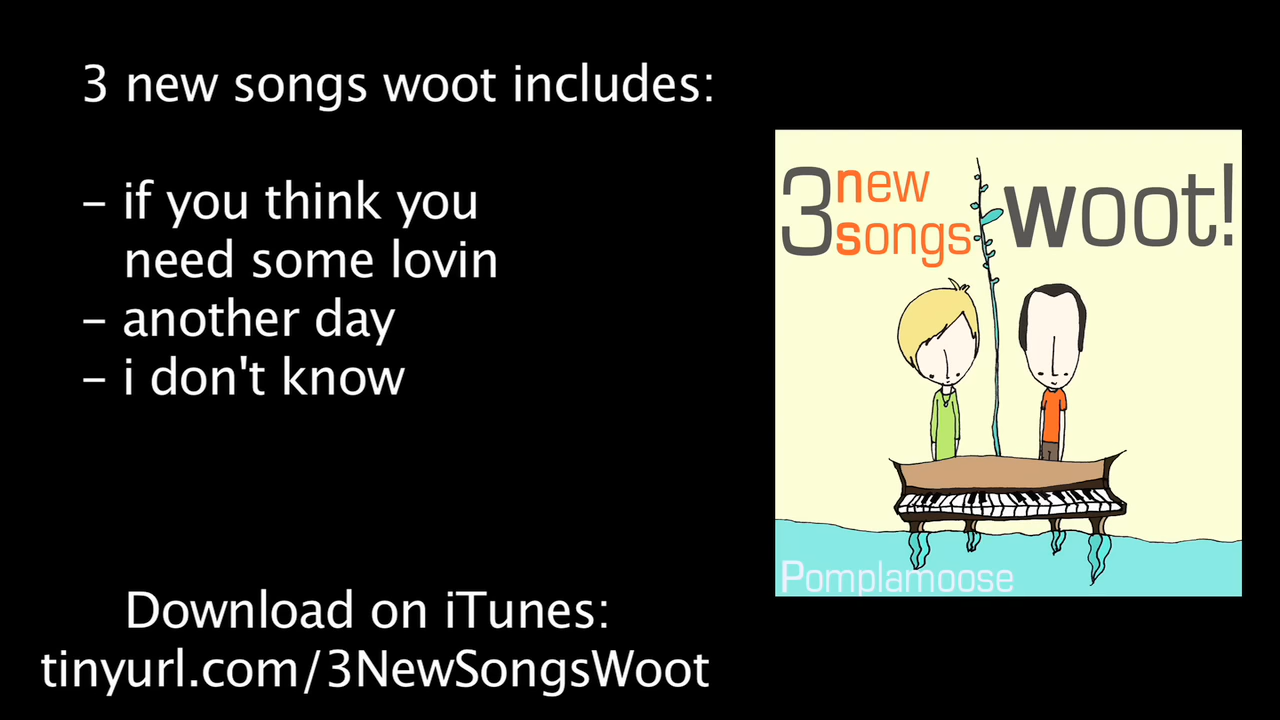 3 new songs woot includes:
- if you think you
need some lovin
- another day
- i don't know
Download on iTunes:
tinyurl.com/3NewSongsWoot
3 new songs woot!
Pomplamoose